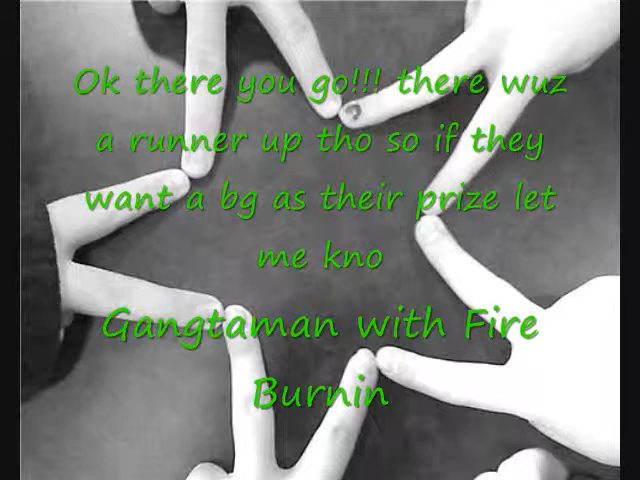 Ok there you go!!! there wuz
a runner up tho so if they
want a bg as their prize let
me kno
Gangtaman with Fire
Burnin